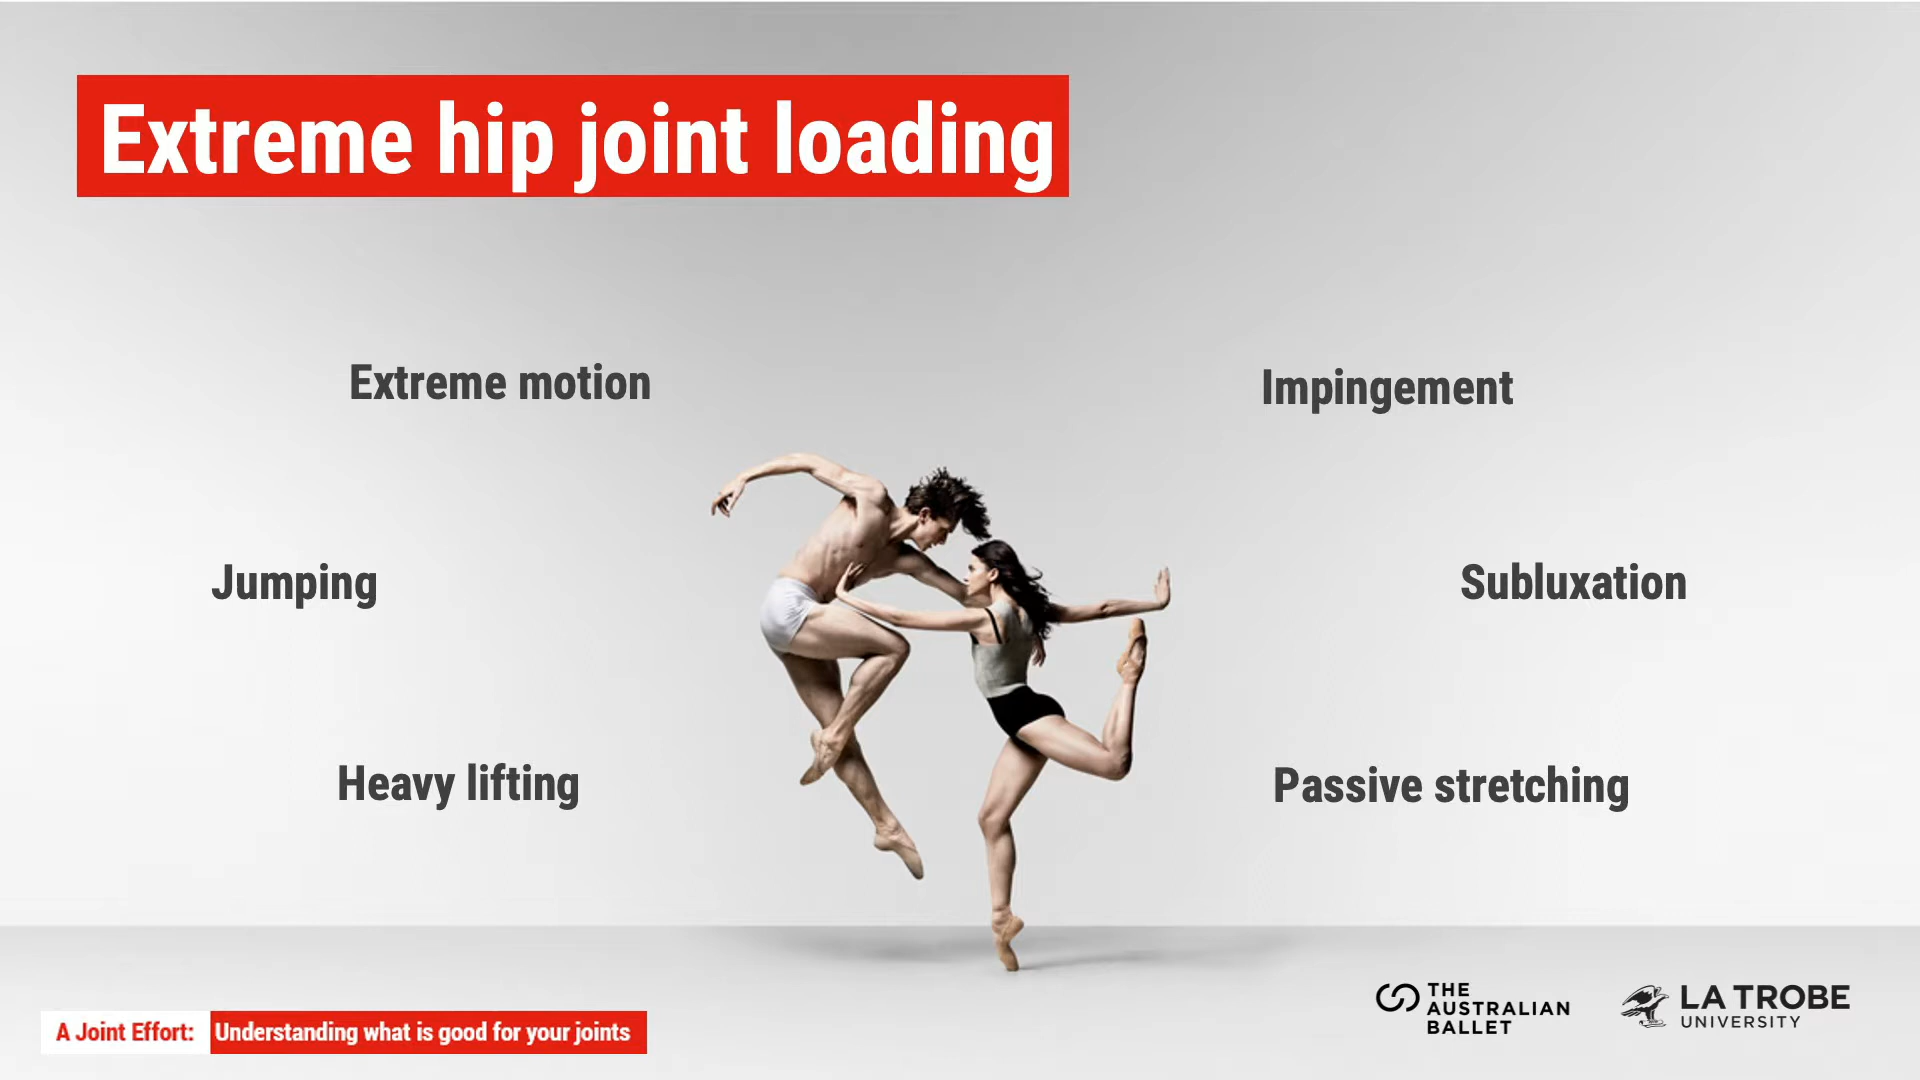 Extreme hip joint loading
Extreme motion
Impingement
Jumping
Subluxation
Heavy lifting
Passive stretching
A Joint Effort: Understanding what is good for your joints
THE
AUSTRALIAN
BALLET
LA TROBE
UNIVERSITY